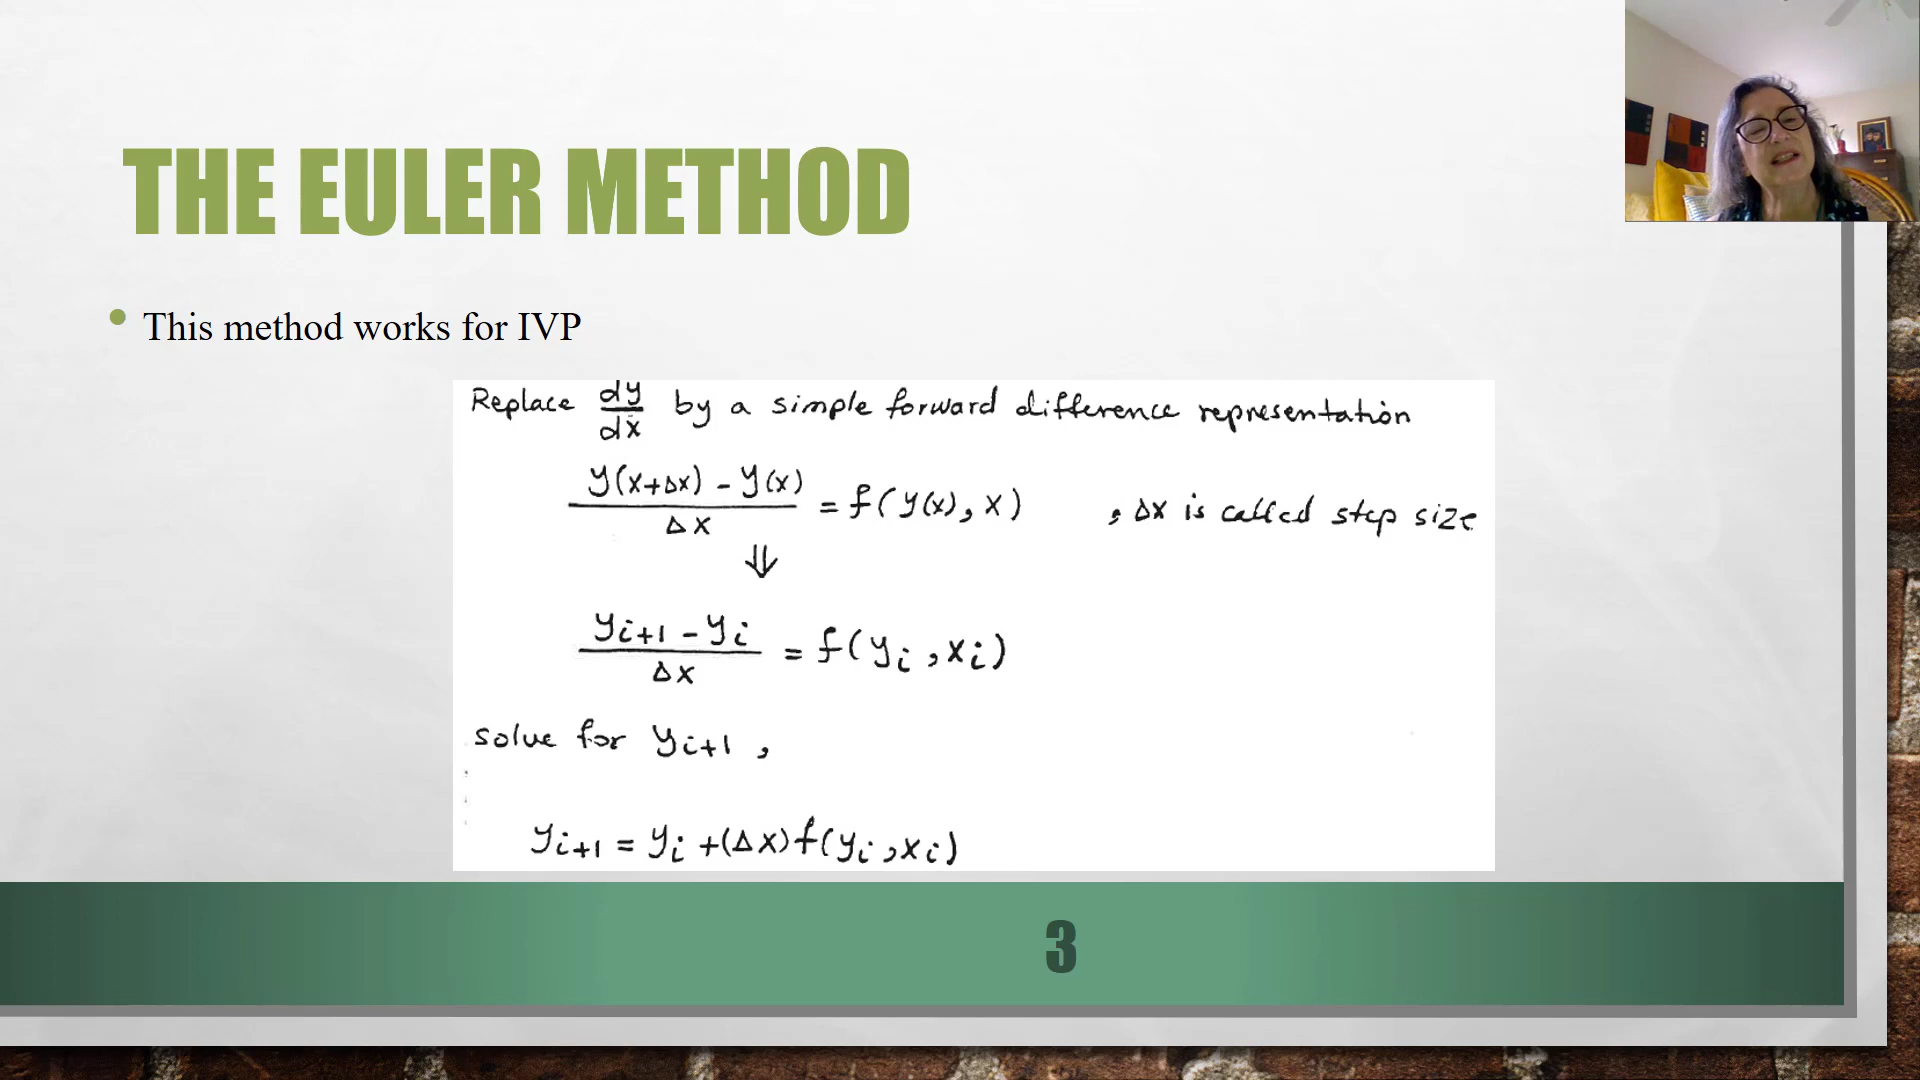 THE EULER METHOD
• This method works for IVP
Replace dy/dx by a simple forward difference representation
(y(x+Δx) - y(x))/Δx = f(y(x), x) , Δx is called step size
⇓
(yᵢ₊₁ - yᵢ)/Δx = f(yᵢ, xᵢ)
solve for yᵢ₊₁ ,
yᵢ₊₁ = yᵢ + (Δx) f(yᵢ, xᵢ)
3